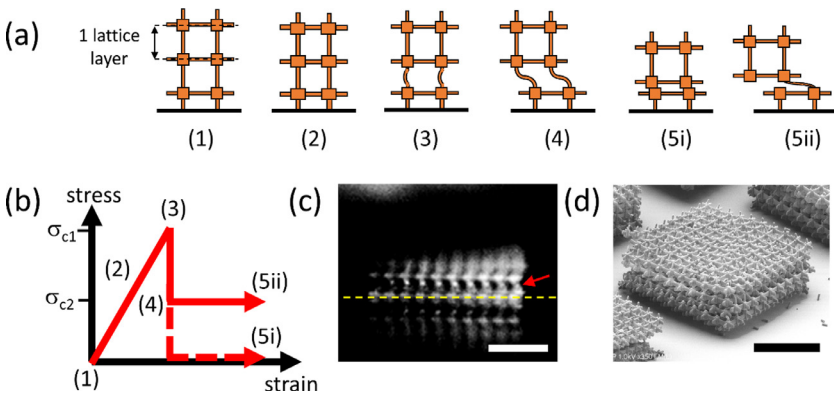 (a)
1 lattice
layer
(1)
(2)
(3)
(4)
(5i)
(5ii)
(b)
stress
σc1
σc2
(1)
(2)
(3)
(4)
(5ii)
(5i)
strain
(c)
(d)